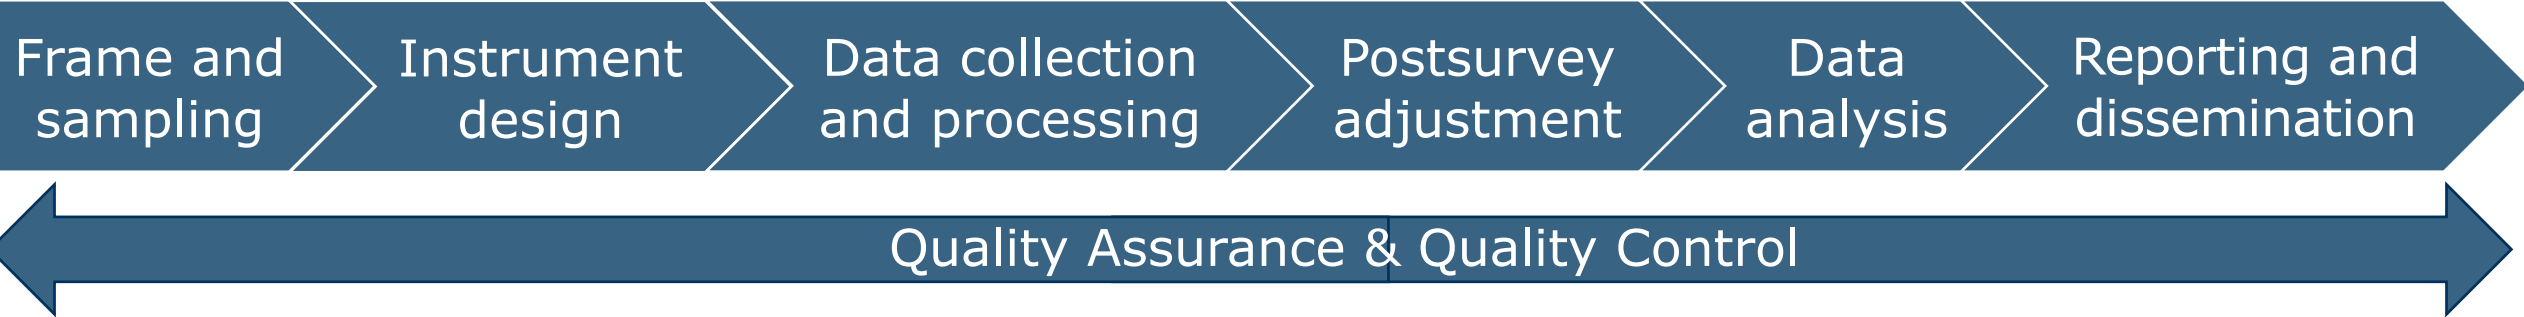 Frame and
sampling
Instrument
design
Data collection
and processing
Postsurvey
adjustment
Data
analysis
Reporting and
dissemination
Quality Assurance & Quality Control